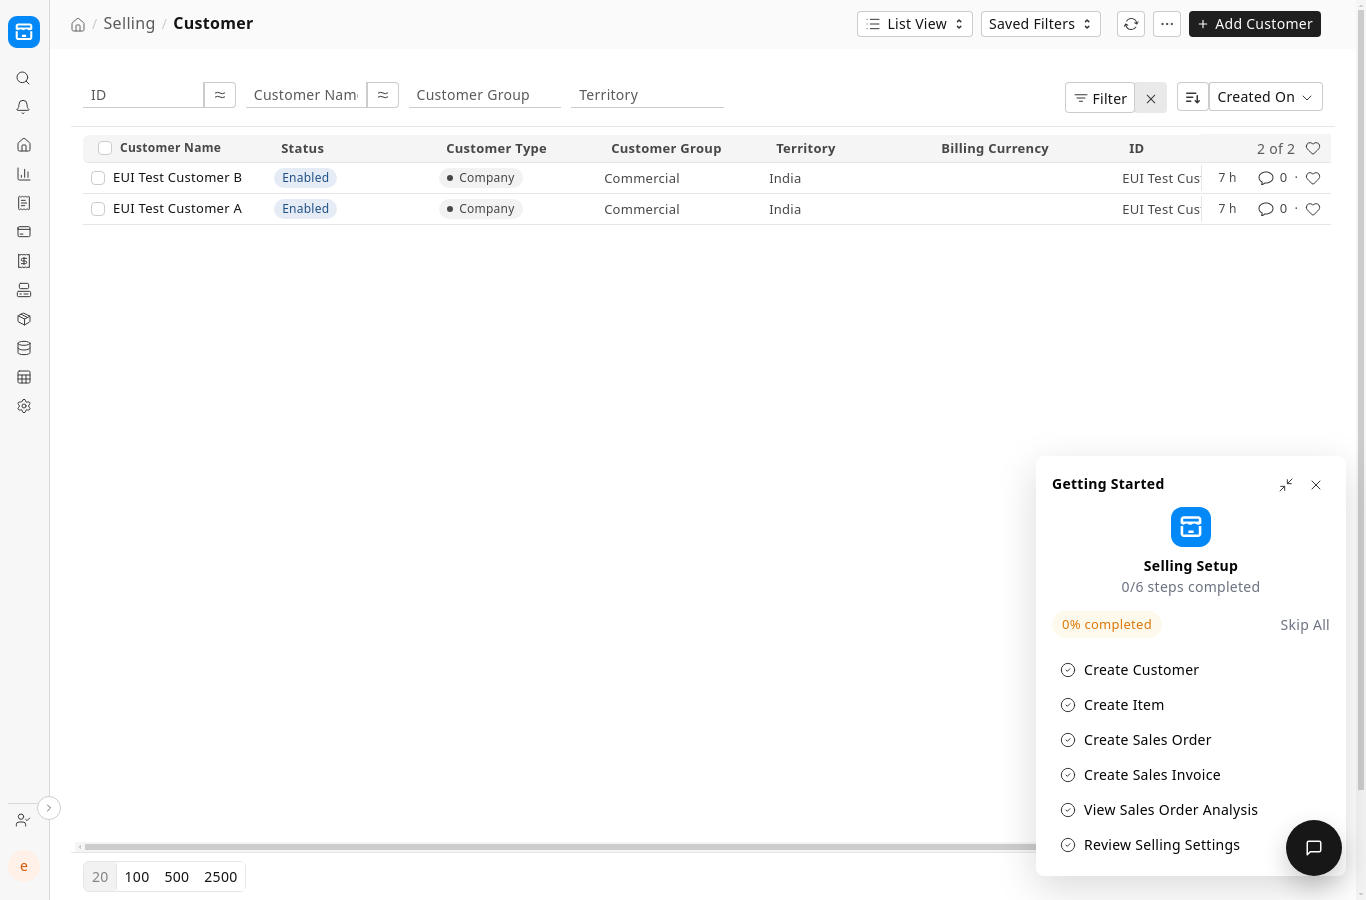 Selling / Customer
List View
Saved Filters
+ Add Customer
ID
≈
Customer Nam
≈
Customer Group
Territory
Filter
Created On
Customer Name
Status
Customer Type
Customer Group
Territory
Billing Currency
ID
2 of 2
EUI Test Customer B
Enabled
Company
Commercial
India
EUI Test Cus
7 h
0
EUI Test Customer A
Enabled
Company
Commercial
India
EUI Test Cus
7 h
0
Getting Started
Selling Setup
0/6 steps completed
0% completed
Skip All
Create Customer
Create Item
Create Sales Order
Create Sales Invoice
View Sales Order Analysis
Review Selling Settings
e
20
100
500
2500